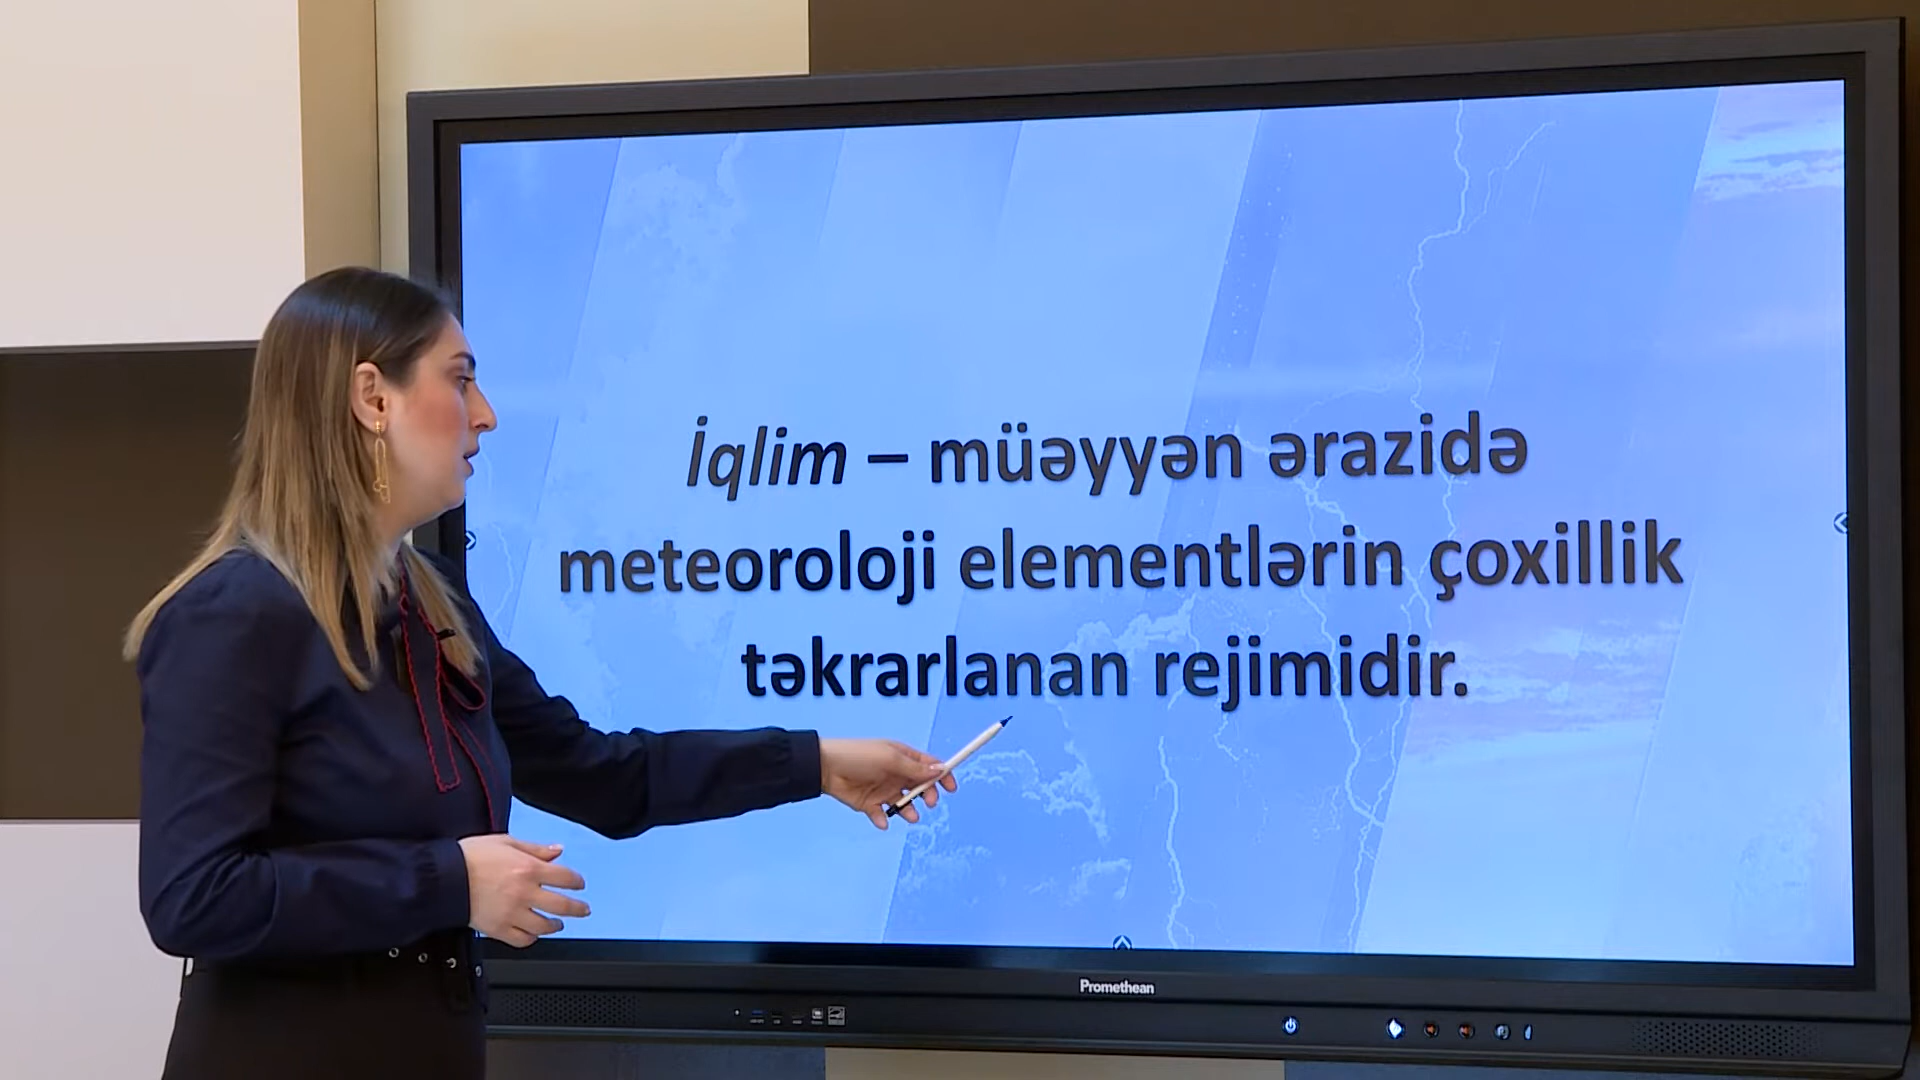 İqlim – müəyyən ərazidə
meteoroloji elementlərin çoxillik
təkrarlanan rejimidir.
Promethean